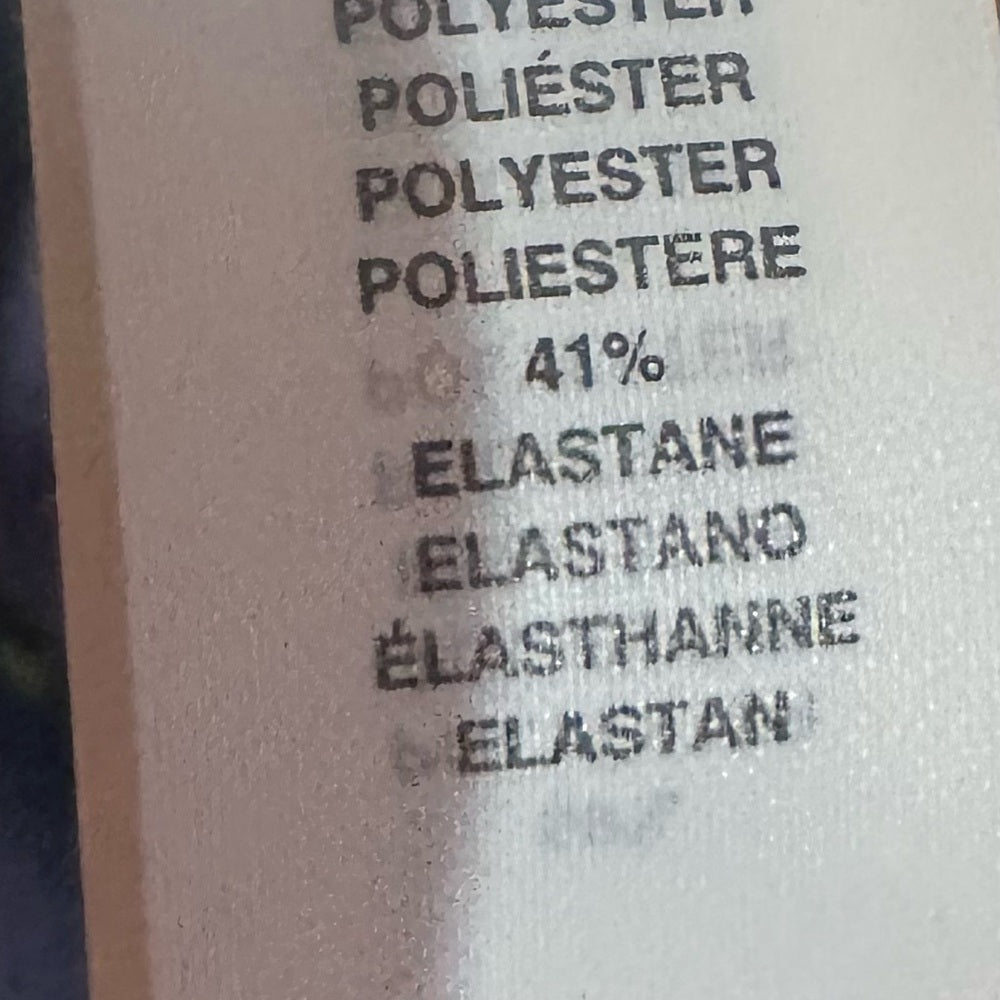 POLYESTER
POLIÉSTER
POLYESTER
POLIESTERE
41%
ELASTANE
ELASTANO
ÉLASTHANNE
ELASTAN